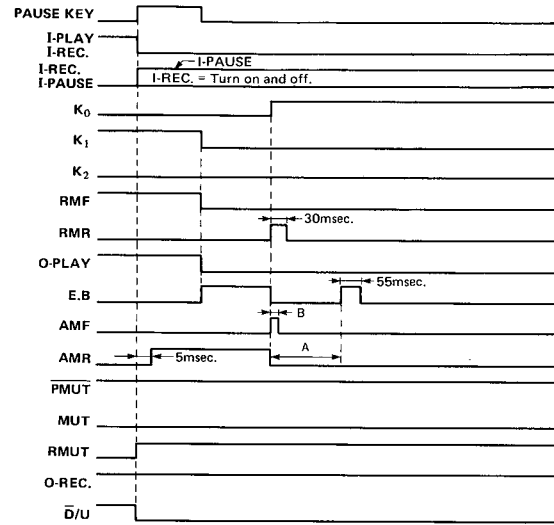 PAUSE KEY
I-PLAY
I-REC.
I-REC.
I-PAUSE
I-PAUSE
I-REC. = Turn on and off.
K0
K1
K2
RMF
RMR
30msec.
O-PLAY
E.B
55msec.
B
AMF
A
AMR
5msec.
PMUT
MUT
RMUT
O-REC.
D/U